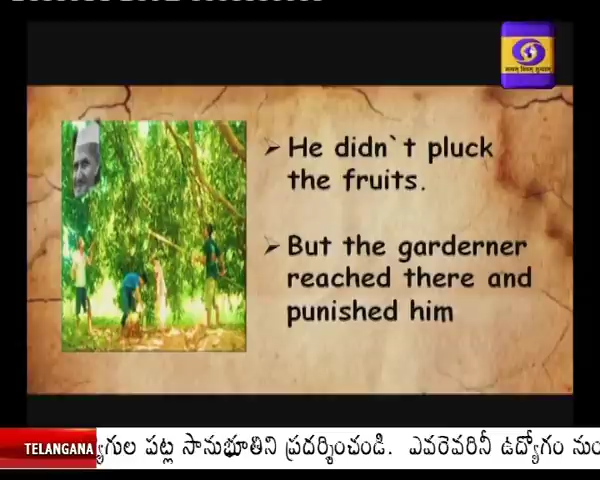 He didn`t pluck
the fruits.
But the garderner
reached there and
punished him
TELANGANA
పట్ల సానుభూతిని ప్రదర్శించండి. ఎవరెవరినీ ఉద్యోగం